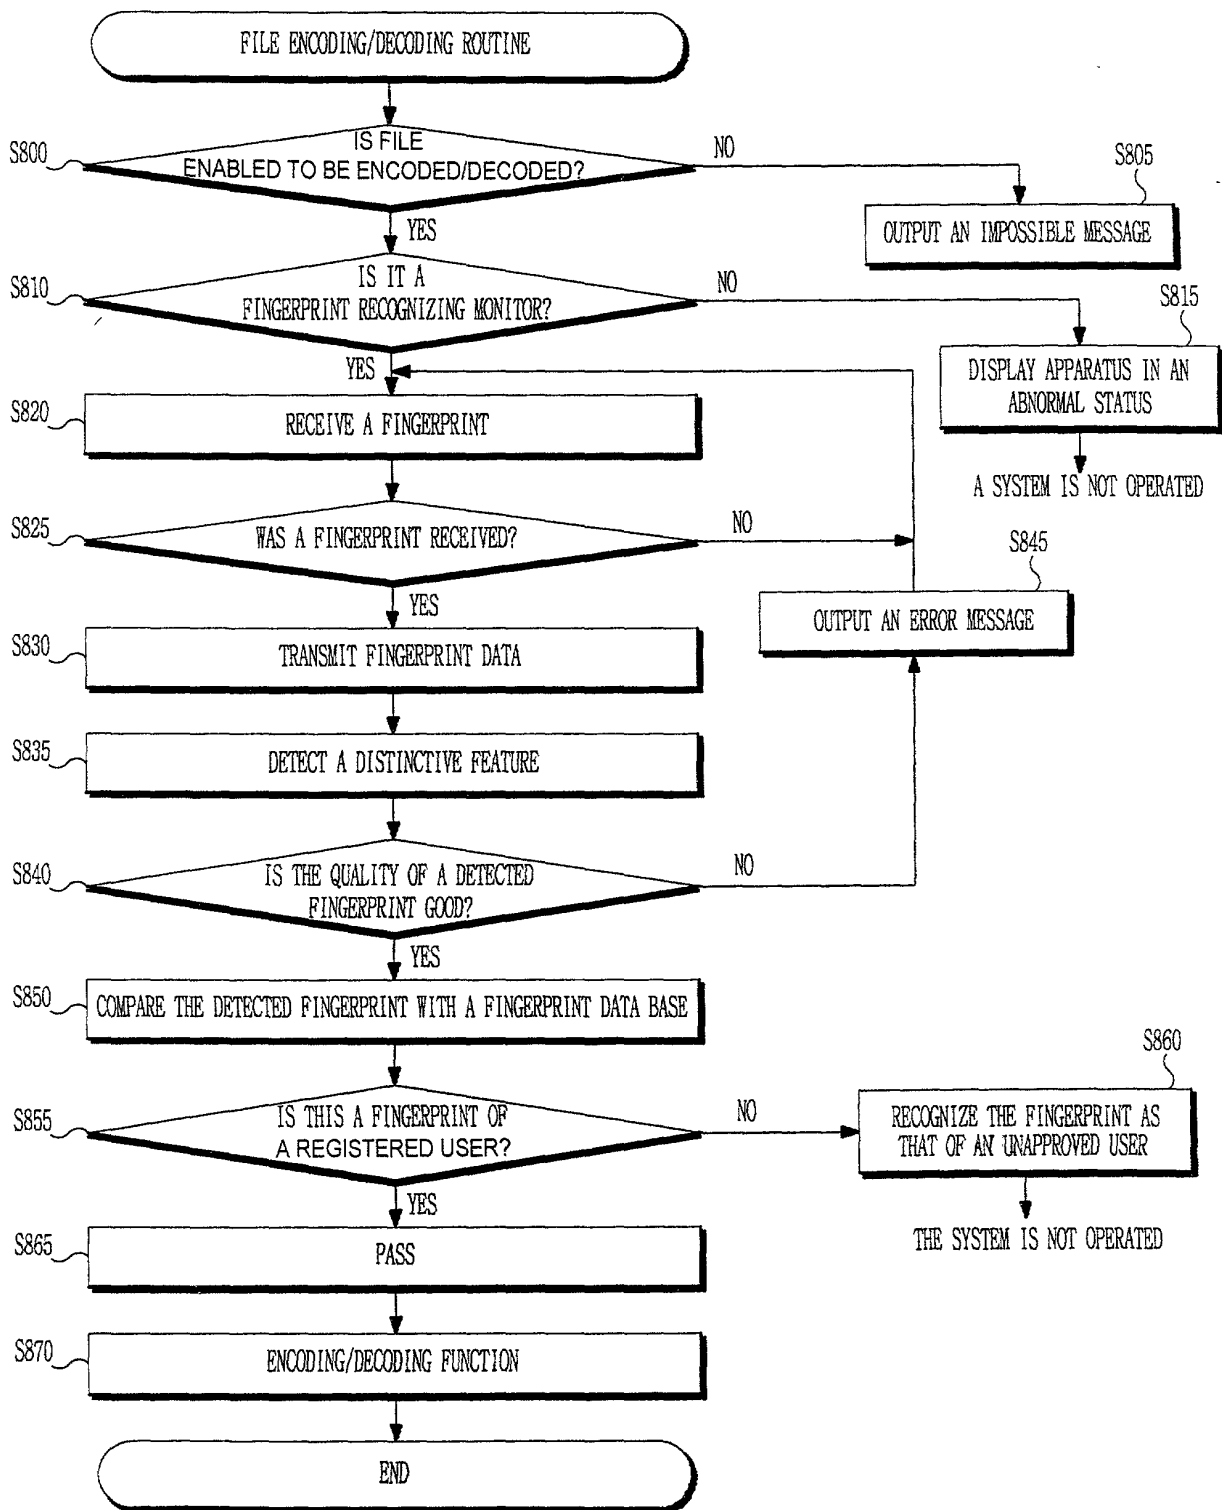 FILE ENCODING/DECODING ROUTINE
S800
IS FILE
ENABLED TO BE ENCODED/DECODED?
NO
S805
OUTPUT AN IMPOSSIBLE MESSAGE
YES
S810
IS IT A
FINGERPRINT RECOGNIZING MONITOR?
NO
S815
DISPLAY APPARATUS IN AN
ABNORMAL STATUS
A SYSTEM IS NOT OPERATED
YES
S820
RECEIVE A FINGERPRINT
S825
WAS A FINGERPRINT RECEIVED?
NO
S845
OUTPUT AN ERROR MESSAGE
YES
S830
TRANSMIT FINGERPRINT DATA
S835
DETECT A DISTINCTIVE FEATURE
S840
IS THE QUALITY OF A DETECTED
FINGERPRINT GOOD?
NO
YES
S850
COMPARE THE DETECTED FINGERPRINT WITH A FINGERPRINT DATA BASE
S855
IS THIS A FINGERPRINT OF
A REGISTERED USER?
NO
S860
RECOGNIZE THE FINGERPRINT AS
THAT OF AN UNAPPROVED USER
THE SYSTEM IS NOT OPERATED
YES
S865
PASS
S870
ENCODING/DECODING FUNCTION
END